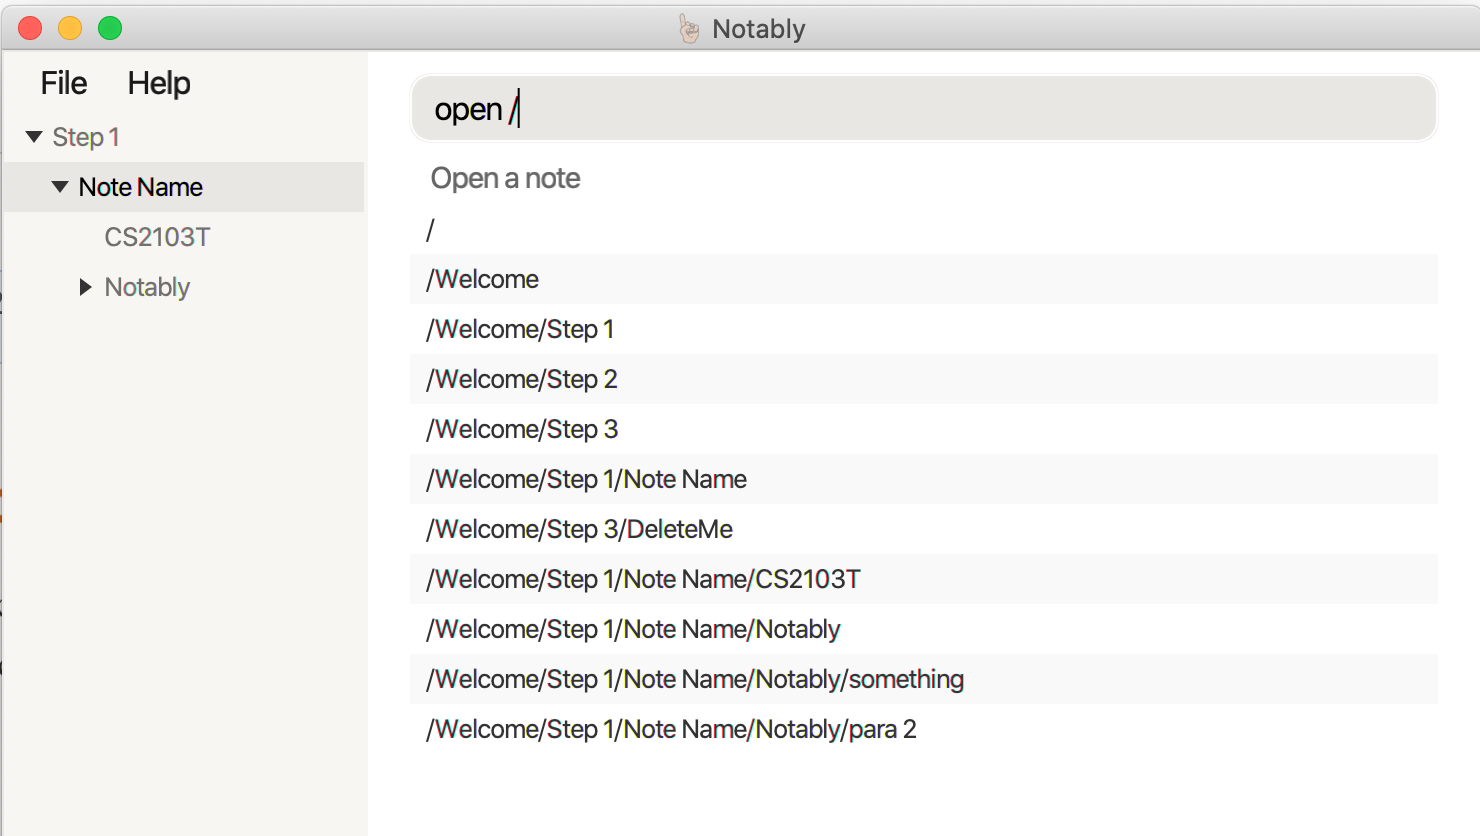 Notably
File Help
Step 1
Note Name
CS2103T
Notably
open /
Open a note
/
/Welcome
/Welcome/Step 1
/Welcome/Step 2
/Welcome/Step 3
/Welcome/Step 1/Note Name
/Welcome/Step 3/DeleteMe
/Welcome/Step 1/Note Name/CS2103T
/Welcome/Step 1/Note Name/Notably
/Welcome/Step 1/Note Name/Notably/something
/Welcome/Step 1/Note Name/Notably/para 2